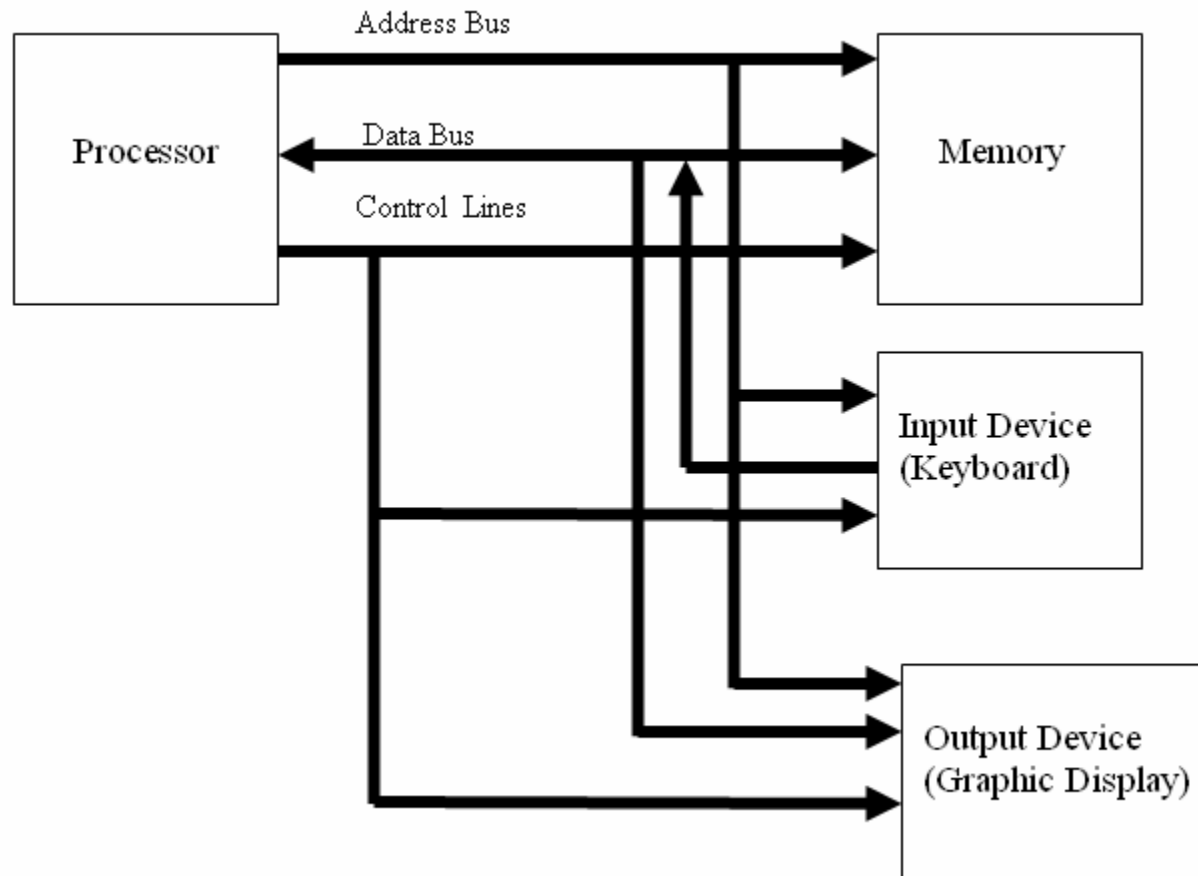 Address Bus
Processor
Data Bus
Memory
Control Lines
Input Device
(Keyboard)
Output Device
(Graphic Display)